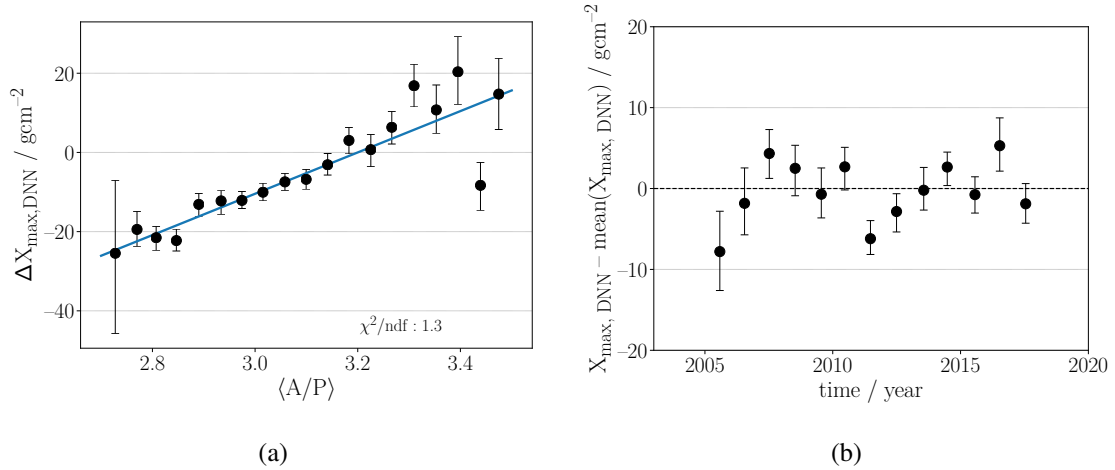 20
0
−20
−40
ΔX_max,DNN / gcm⁻²
χ²/ndf : 1.3
2.8 3.0 3.2 3.4
⟨A/P⟩
(a)
20
10
0
−10
−20
X_max, DNN − mean(X_max, DNN) / gcm⁻²
2005 2010 2015 2020
time / year
(b)